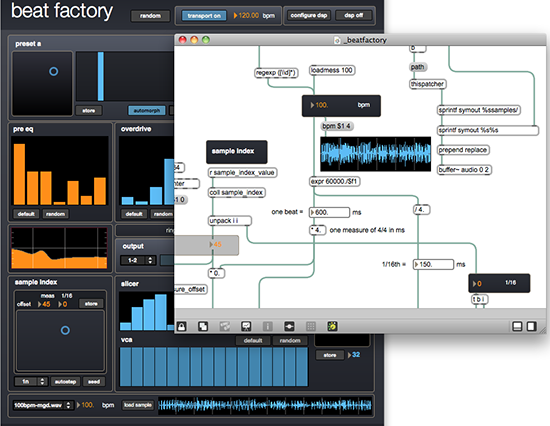 beat factory
random
transport on
120.00 bpm
configure dsp
dsp off
preset a
stors
automorph
pre eq
overdrive
default
random
default
output
1-2
sample index
meas
1/16
offset
45
0
store
1n
autostep
seed
slicer
vca
default
random
store
32
100bpm-mgd.wav
100.
bpm
load sample
_beatfactory
regexp ([\\d]*)
loadmess 100
100.
bpm
bpm $1 4
path
thispatcher
sprintf symout %ssamples/
sprintf symout %s%s
prepend replace
buffer~ audio 0 2
sample index
r sample_index_value
coll sample_index
unpack i i
45
* 0.
sure_offset
expr 60000./$f1
one beat =
600.
ms
* 4.
one measure of 4/4 in ms
/ 4.
1/16th =
150.
ms
0
1/16
t b i